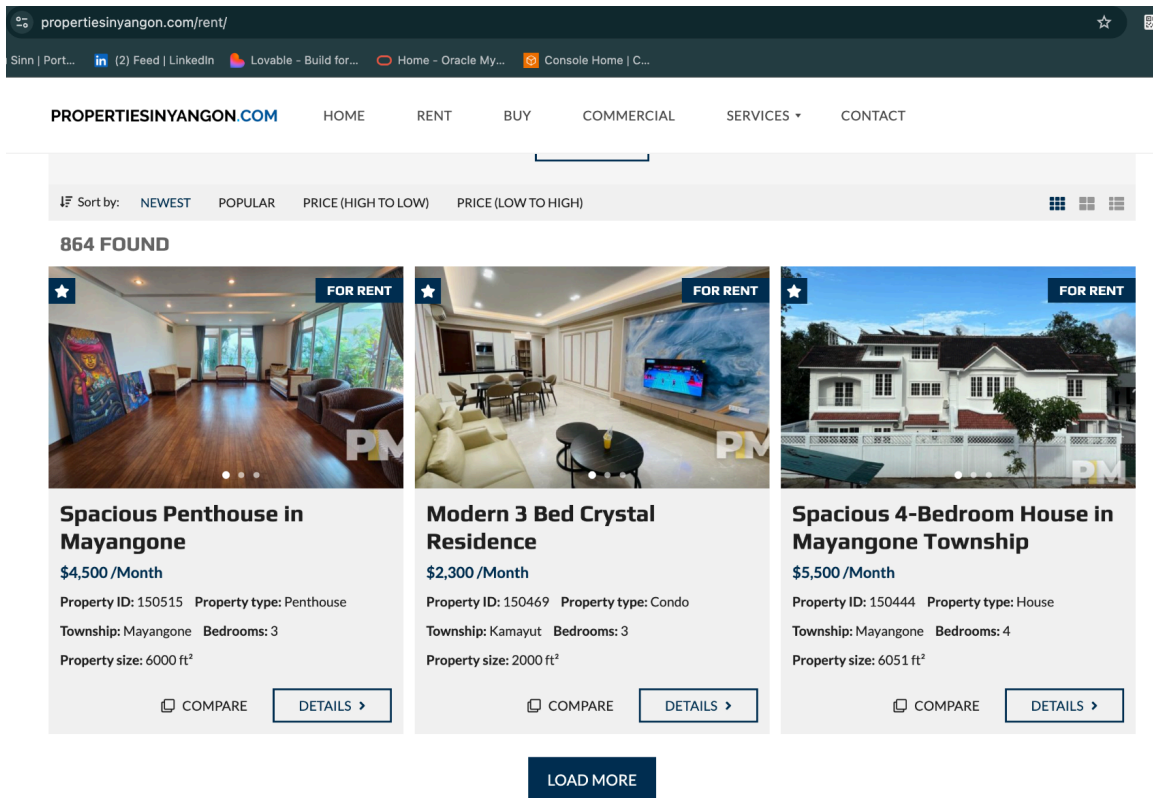 propertiesinyangon.com/rent/
Sinn | Port... in (2) Feed | LinkedIn Lovable - Build for... Home - Oracle My... Console Home | C...
PROPERTIESINYANGON.COM HOME RENT BUY COMMERCIAL SERVICES CONTACT
Sort by: NEWEST POPULAR PRICE (HIGH TO LOW) PRICE (LOW TO HIGH)
864 FOUND
FOR RENT
PM
Spacious Penthouse in
Mayangone
$4,500 /Month
Property ID: 150515 Property type: Penthouse
Township: Mayangone Bedrooms: 3
Property size: 6000 ft²
COMPARE DETAILS >
FOR RENT
PM
Modern 3 Bed Crystal
Residence
$2,300 /Month
Property ID: 150469 Property type: Condo
Township: Kamayut Bedrooms: 3
Property size: 2000 ft²
COMPARE DETAILS >
FOR RENT
PM
Spacious 4-Bedroom House in
Mayangone Township
$5,500 /Month
Property ID: 150444 Property type: House
Township: Mayangone Bedrooms: 4
Property size: 6051 ft²
COMPARE DETAILS >
LOAD MORE